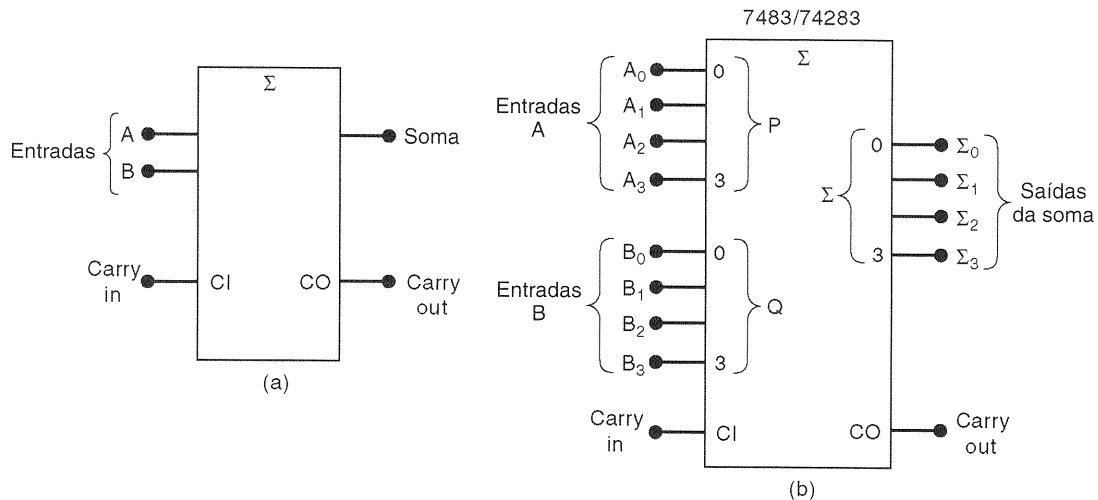 Σ
Entradas
A
B
Soma
Carry
in
CI
CO
Carry
out
(a)
7483/74283
Σ
Entradas
A
A₀
A₁
A₂
A₃
0
3
P
Entradas
B
B₀
B₁
B₂
B₃
0
3
Q
Σ
0
3
Σ₀
Σ₁
Σ₂
Σ₃
Saídas
da soma
Carry
in
CI
CO
Carry
out
(b)